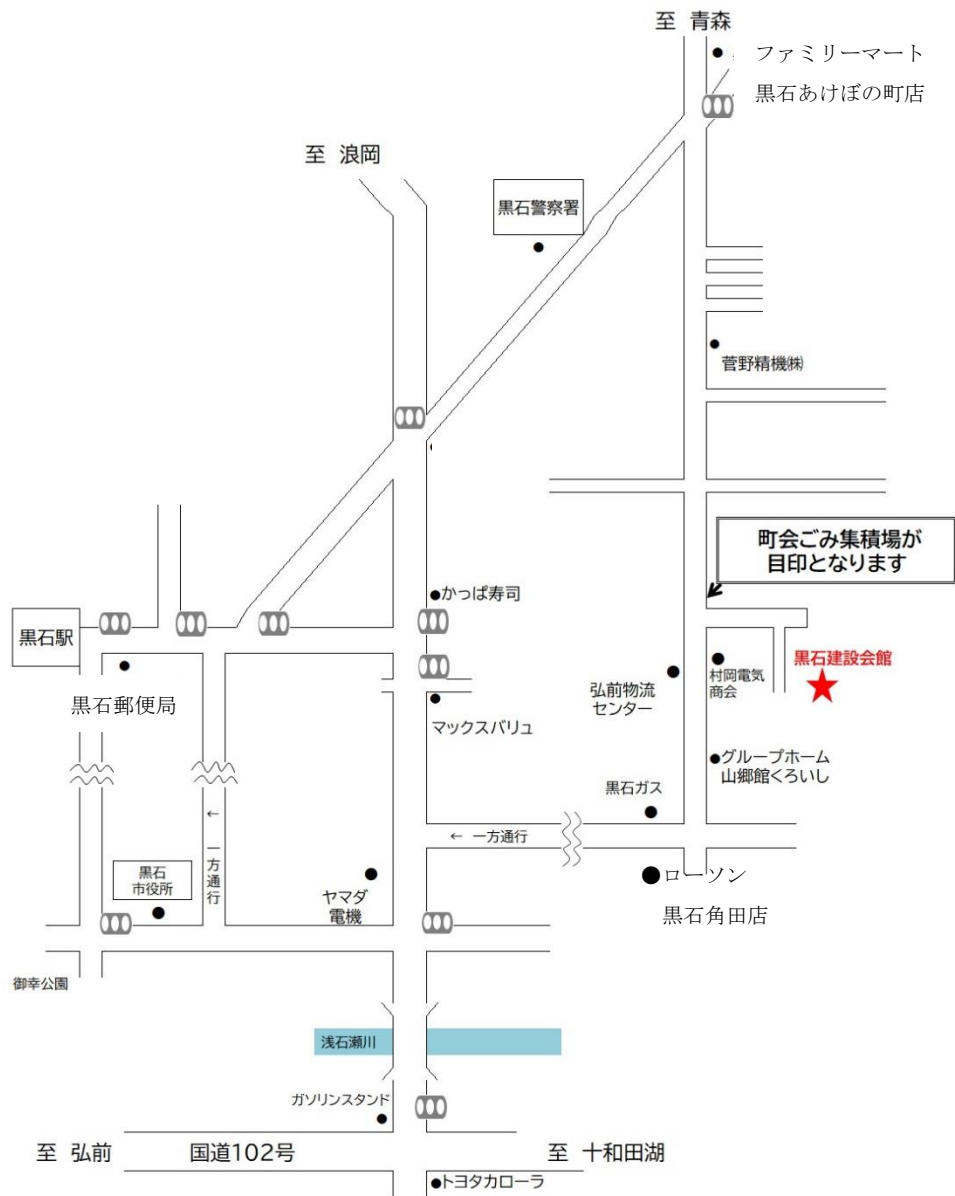 至 青森
ファミリーマート
黒石あけぼの町店
至 浪岡
黒石警察署
菅野精機㈱
町会ごみ集積場が
目印となります
かっぱ寿司
黒石駅
黒石郵便局
マックスバリュ
弘前物流
センター
村岡電気
商会
黒石建設会館
グループホーム
山郷館くろいし
黒石ガス
← 一方通行
← 一方通行
黒石
市役所
ヤマダ
電機
ローソン
黒石角田店
御幸公園
浅石瀬川
ガソリンスタンド
至 弘前
国道102号
至 十和田湖
トヨタカローラ